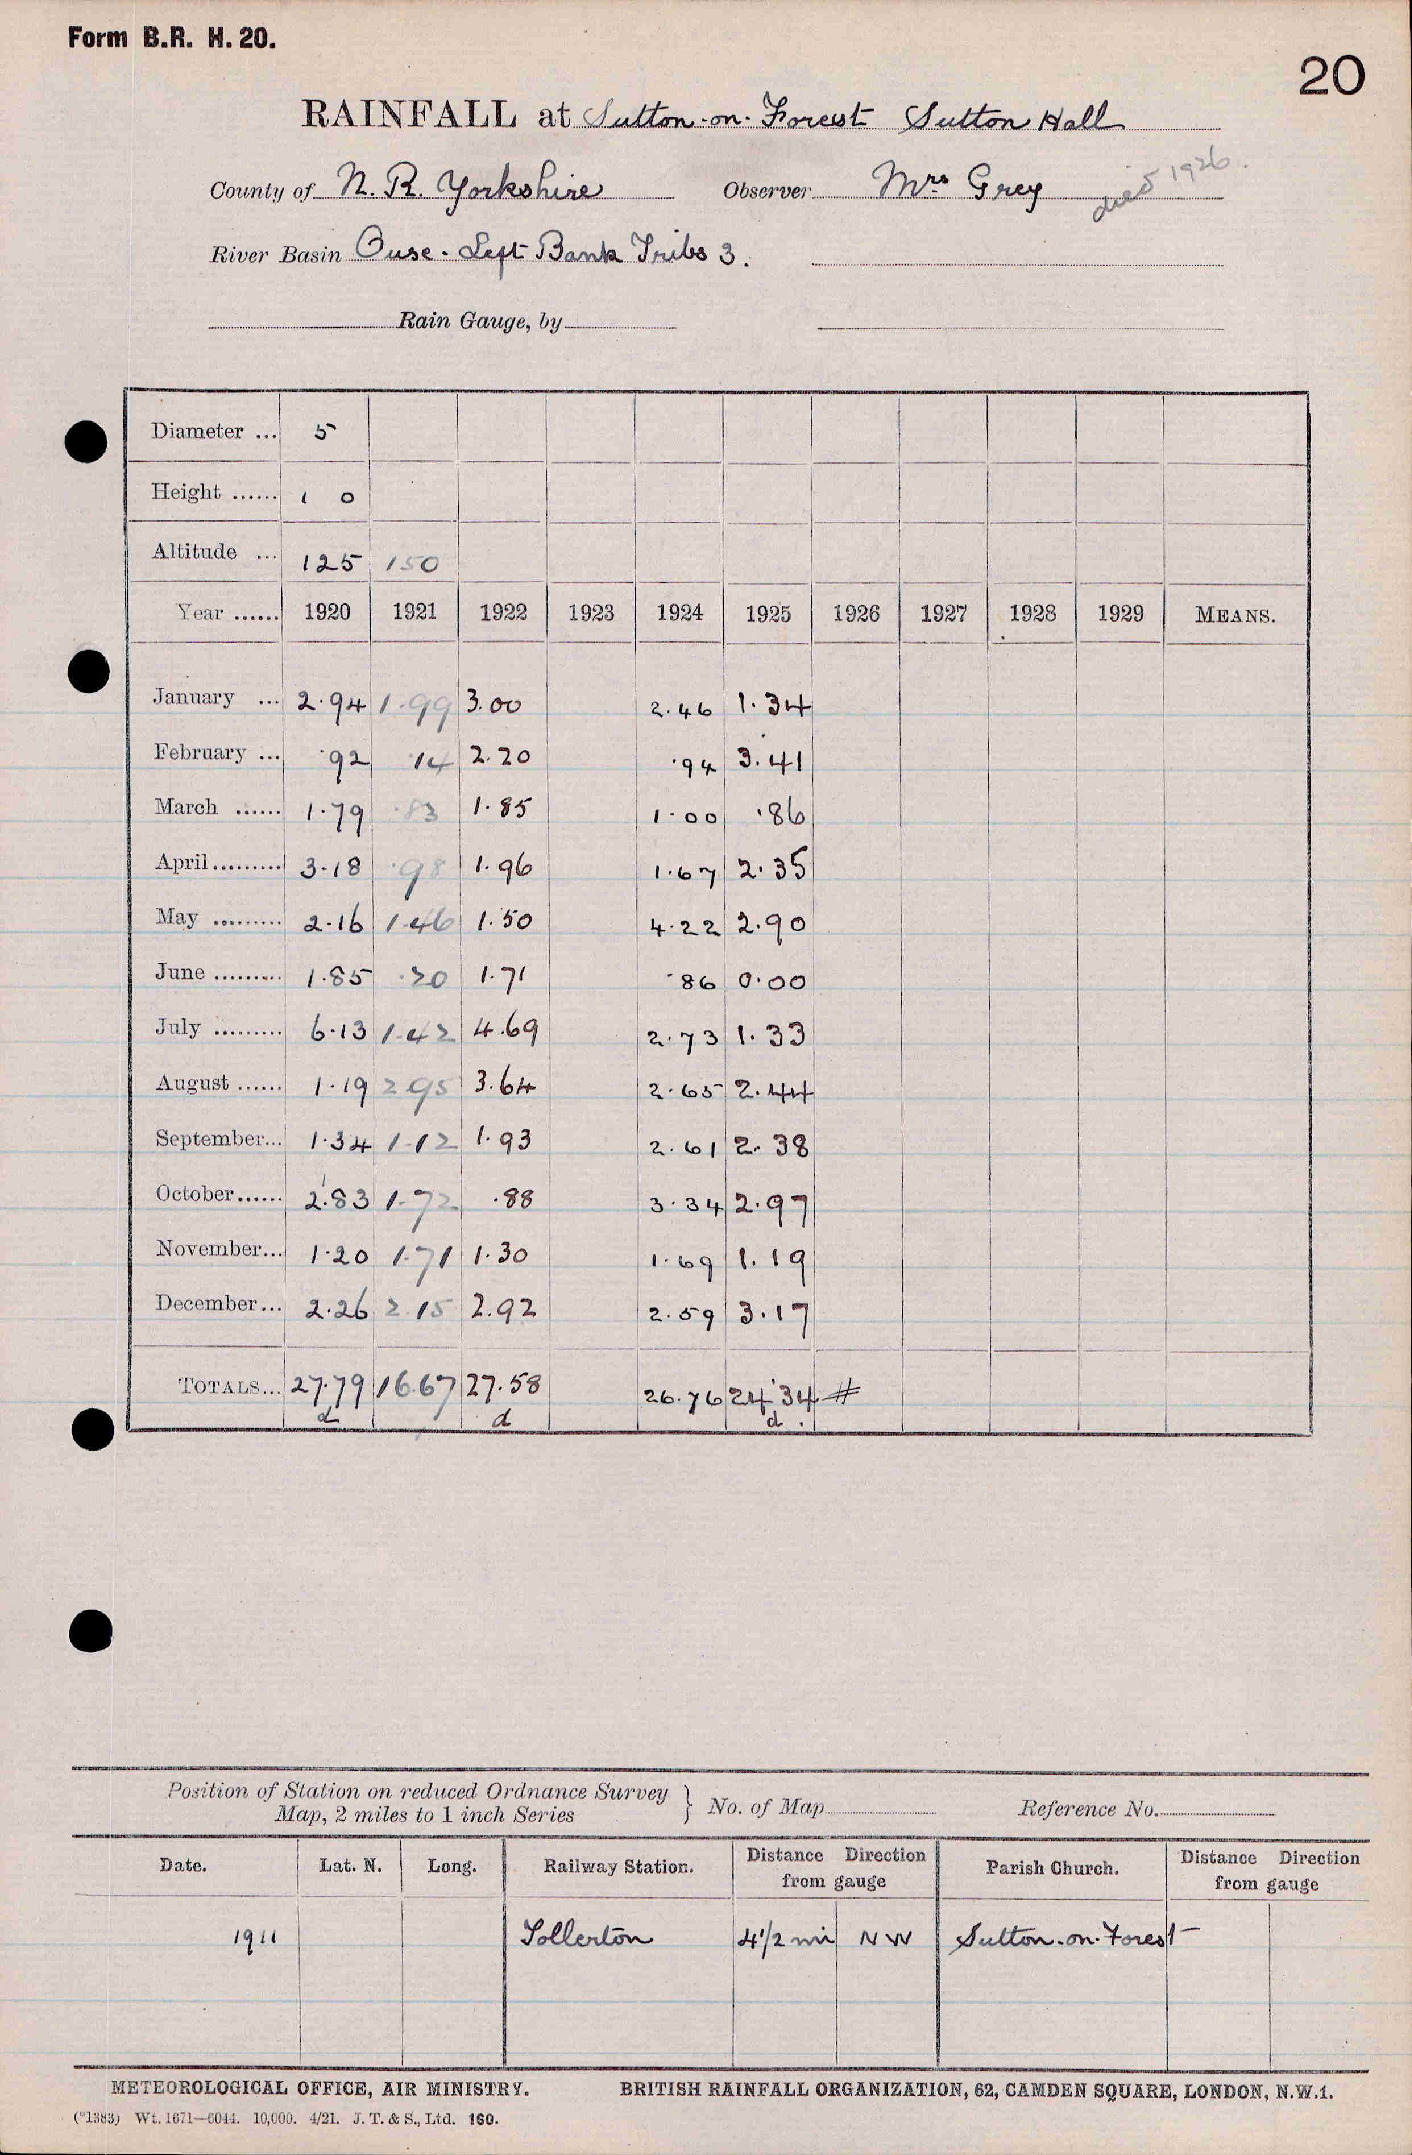 Form B.R. H. 20.
20
RAINFALL at Sutton-on-Forest Sutton Hall
County of N. R. Yorkshire Observer Mrs Grey died 1926.
River Basin Ouse. Left Bank Tribs 3.
Rain Gauge, by
Diameter ... 5
Height ...... 1 0
Altitude ... 125 150
Year ...... 1920 1921 1922 1923 1924 1925 1926 1927 1928 1929 MEANS.
January ... 2.94 1.99 3.00 2.46 1.34
February ... .92 .14 2.20 .94 3.41
March ...... 1.79 .83 1.85 1.00 .86
April ......... 3.18 .98 1.96 1.67 2.35
May ......... 2.16 1.46 1.50 4.22 2.90
June ......... 1.85 .20 1.71 .86 0.00
July ......... 6.13 1.42 4.69 2.73 1.33
August ...... 1.19 2.95 3.64 2.65 2.44
September... 1.34 1.12 1.93 2.61 2.38
October...... 2.83 1.72 .88 3.34 2.97
November... 1.20 1.71 1.30 1.69 1.19
December... 2.26 2.15 2.92 2.59 3.17
TOTALS... 27.79 16.67 27.58 26.76 24.34 #
d d d.
Position of Station on reduced Ordnance Survey
Map, 2 miles to 1 inch Series } No. of Map Reference No.
Date. Lat. N. Long. Railway Station. Distance Direction from gauge Parish Church. Distance Direction from gauge
1911 Tollerton 4 1/2 mi NW Sutton-on-Forest
METEOROLOGICAL OFFICE, AIR MINISTRY. BRITISH RAINFALL ORGANIZATION, 62, CAMDEN SQUARE, LONDON, N.W.1.
(*1383) Wt. 1671—6044. 10,000. 4/21. J. T. & S., Ltd. 160.